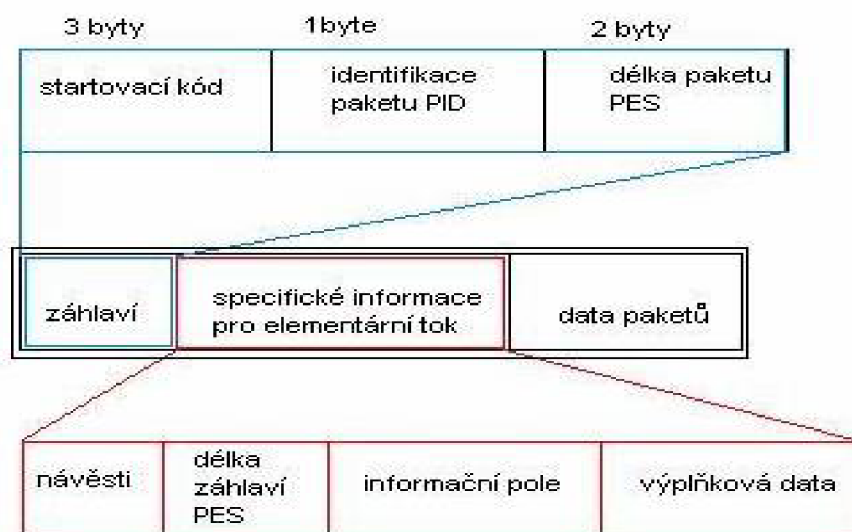 3 byty
1byte
2 byty
startovací kód
identifikace
paketu PID
délka paketu
PES
záhlaví
specifické informace
pro elementární tok
data paketů
návěsti
délka
záhlaví
PES
informační pole
výplňková data